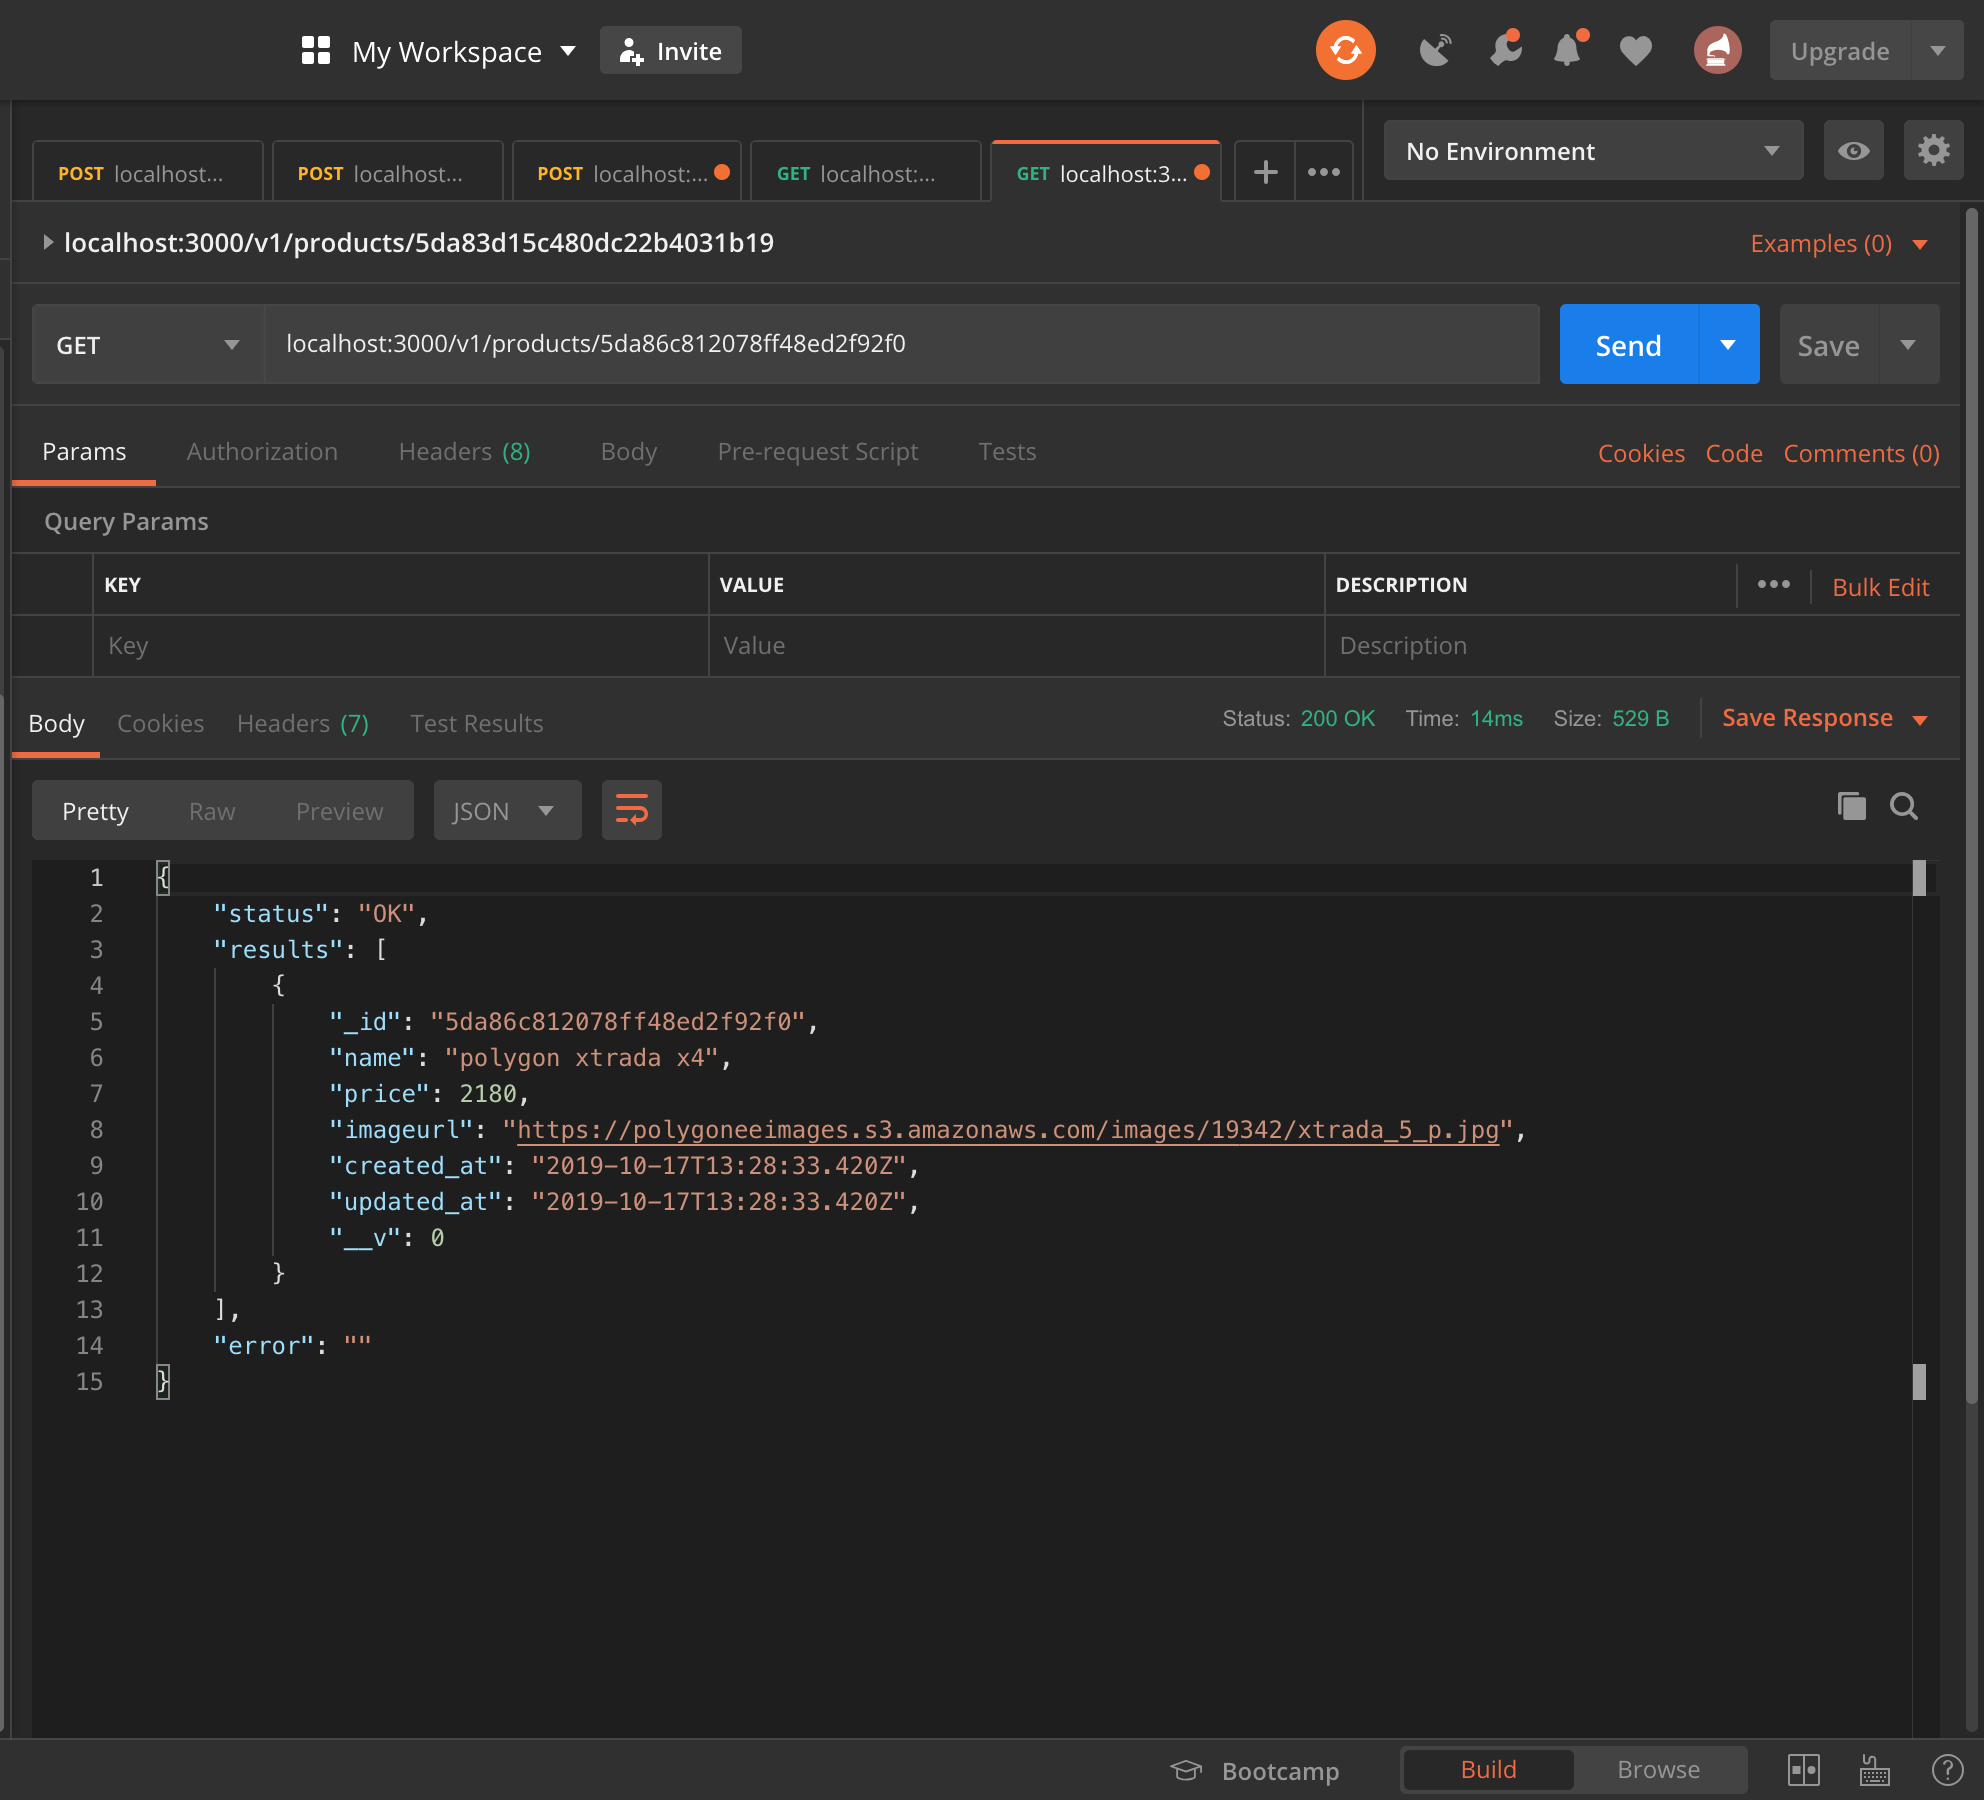 My Workspace Invite Upgrade
POST localhost... POST localhost... POST localhost:... GET localhost:... GET localhost:3... No Environment
localhost:3000/v1/products/5da83d15c480dc22b4031b19 Examples (0)
GET localhost:3000/v1/products/5da86c812078ff48ed2f92f0 Send Save
Params Authorization Headers (8) Body Pre-request Script Tests Cookies Code Comments (0)
Query Params
KEY VALUE DESCRIPTION Bulk Edit
Key Value Description
Body Cookies Headers (7) Test Results Status: 200 OK Time: 14ms Size: 529 B Save Response
Pretty Raw Preview JSON
1 {
2 "status": "OK",
3 "results": [
4 {
5 "_id": "5da86c812078ff48ed2f92f0",
6 "name": "polygon xtrada x4",
7 "price": 2180,
8 "imageurl": "https://polygoneeimages.s3.amazonaws.com/images/19342/xtrada_5_p.jpg",
9 "created_at": "2019-10-17T13:28:33.420Z",
10 "updated_at": "2019-10-17T13:28:33.420Z",
11 "__v": 0
12 }
13 ],
14 "error": ""
15 }
Bootcamp Build Browse ?